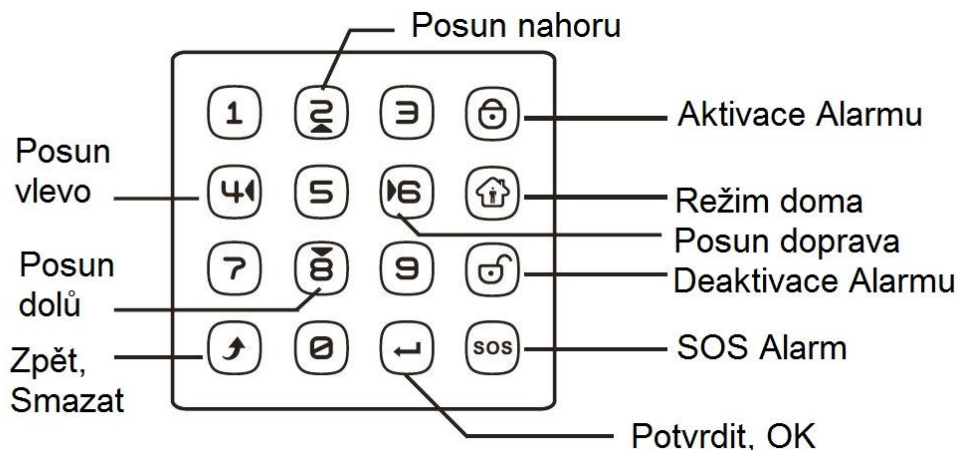 Posun nahoru
1 2 3
Aktivace Alarmu
Posun
vlevo
4 5 6
Režim doma
Posun doprava
Posun
dolů
7 8 9
Deaktivace Alarmu
Zpět,
Smazat
0
SOS
SOS Alarm
Potvrdit, OK